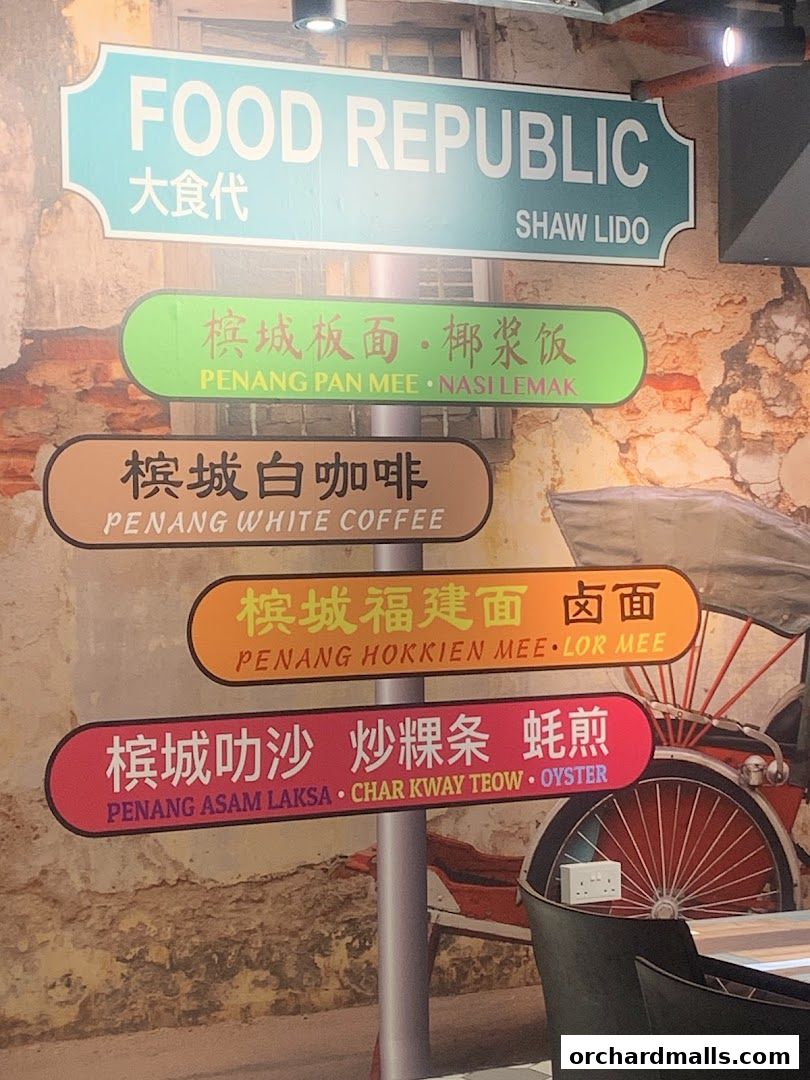 FOOD REPUBLIC
大食代
SHAW LIDO
槟城板面·椰浆饭
PENANG PAN MEE · NASI LEMAK
槟城白咖啡
PENANG WHITE COFFEE
槟城福建面 卤面
PENANG HOKKIEN MEE · LOR MEE
槟城叻沙 炒粿条 蚝煎
PENANG ASAM LAKSA · CHAR KWAY TEOW · OYSTER
orchardmalls.com